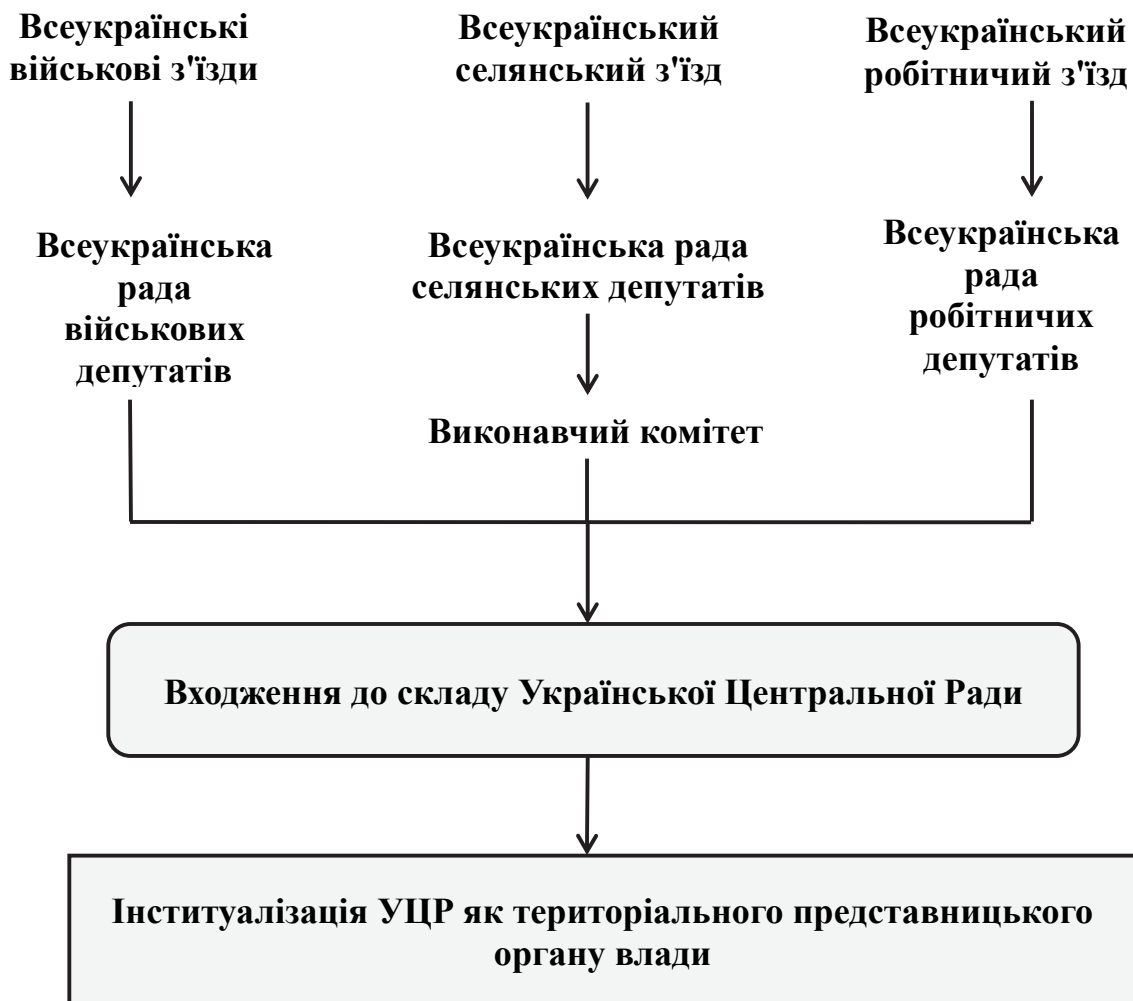 Всеукраїнські
військові з'їзди
Всеукраїнський
селянський з'їзд
Всеукраїнський
робітничий з'їзд
Всеукраїнська
рада
військових
депутатів
Всеукраїнська рада
селянських депутатів
Всеукраїнська
рада
робітничих
депутатів
Виконавчий комітет
Входження до складу Української Центральної Ради
Інституалізація УЦР як територіального представницького
органу влади